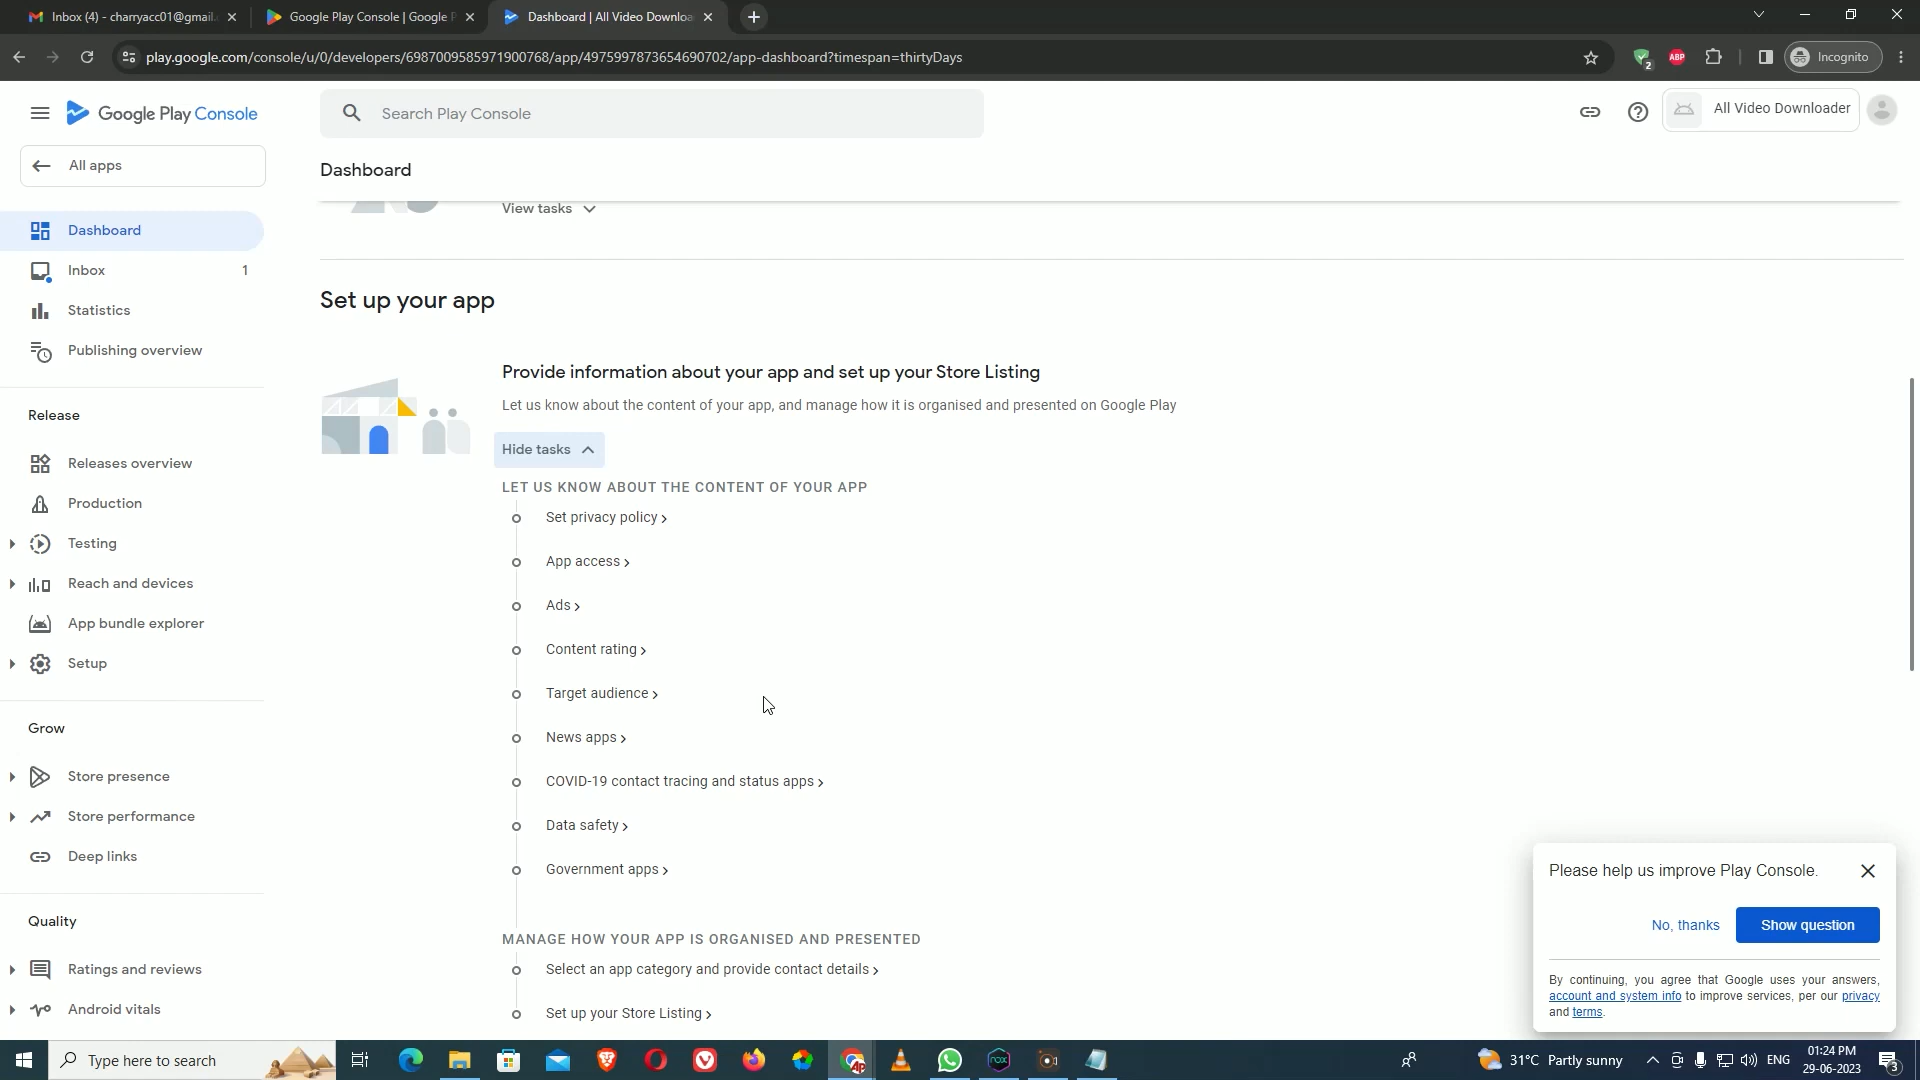 Inbox (4) - charryacc01@gmail.c
Google Play Console | Google P
Dashboard | All Video Downloa
play.google.com/console/u/0/developers/6987009585971900768/app/4975997873654690702/app-dashboard?timespan=thirtyDays
2
ABP
Incognito
Google Play Console
Search Play Console
All Video Downloader
All apps
Dashboard
Dashboard
Inbox 1
Statistics
Publishing overview
Release
Releases overview
Production
Testing
Reach and devices
App bundle explorer
Setup
Grow
Store presence
Store performance
Deep links
Quality
Ratings and reviews
Android vitals
View tasks
Set up your app
Provide information about your app and set up your Store Listing
Let us know about the content of your app, and manage how it is organised and presented on Google Play
Hide tasks
LET US KNOW ABOUT THE CONTENT OF YOUR APP
Set privacy policy
App access
Ads
Content rating
Target audience
News apps
COVID-19 contact tracing and status apps
Data safety
Government apps
MANAGE HOW YOUR APP IS ORGANISED AND PRESENTED
Select an app category and provide contact details
Set up your Store Listing
Please help us improve Play Console.
No, thanks
Show question
By continuing, you agree that Google uses your answers,
account and system info to improve services, per our privacy
and terms.
Type here to search
31°C Partly sunny
ENG
01:24 PM
29-06-2023
3